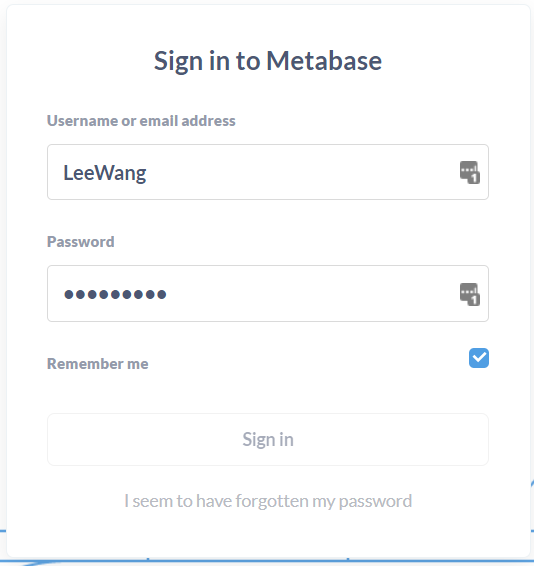 Sign in to Metabase
Username or email address
LeeWang
Password
•••••••••
Remember me
Sign in
I seem to have forgotten my password